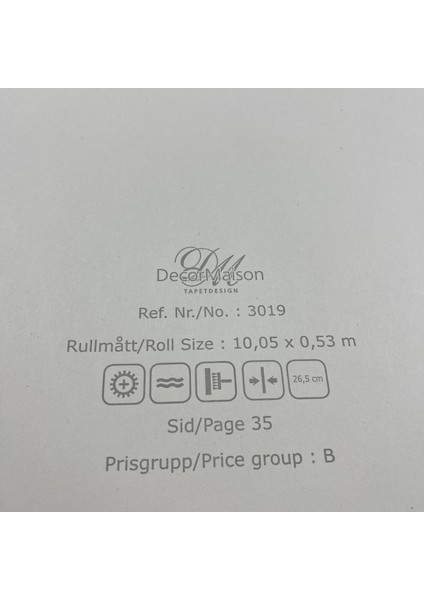 DM
DecorMaison
TAPETDESIGN
Ref. Nr./No. : 3019
Rullmått/Roll Size : 10,05 x 0,53 m
26,5 cm
Sid/Page 35
Prisgrupp/Price group : B